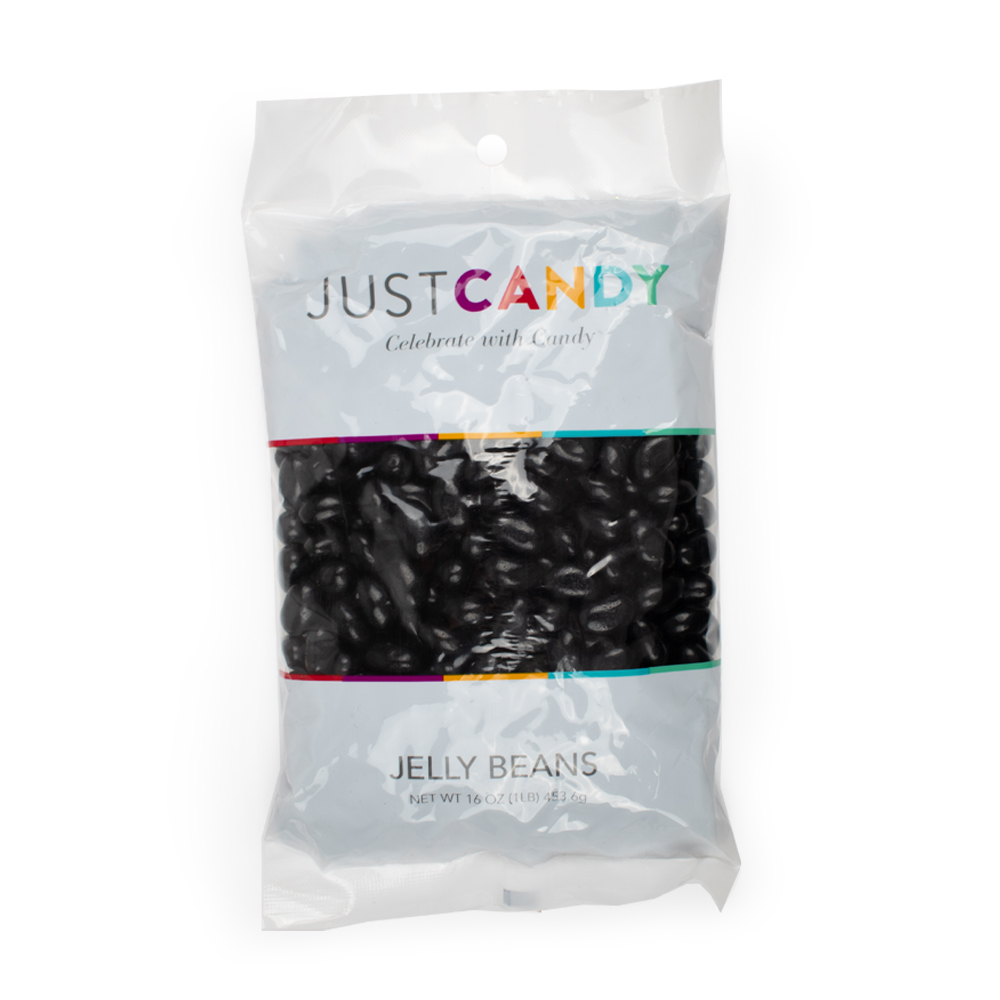 JUSTCANDY
Celebrate with Candy
JELLY BEANS
NET WT 16 OZ (1LB) 453.6g